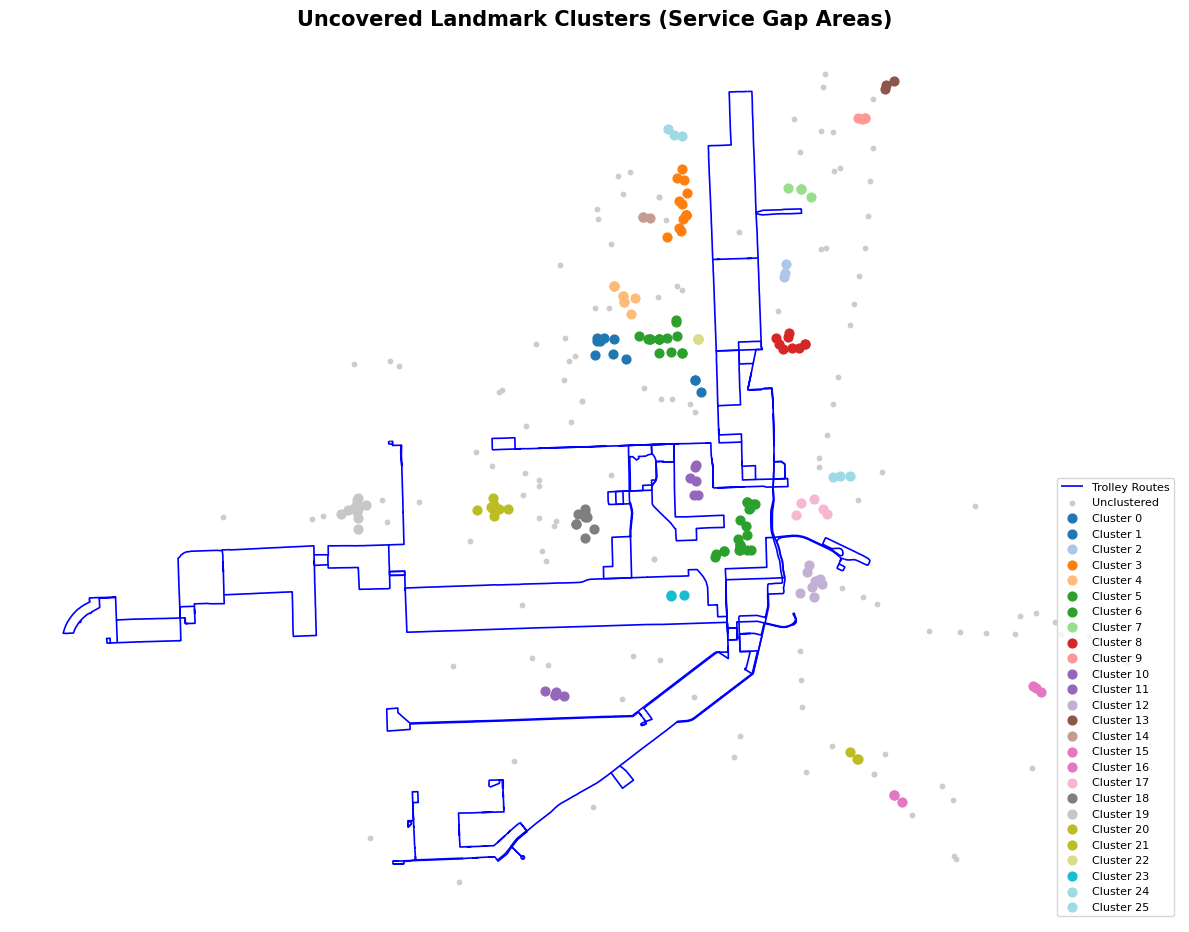 Uncovered Landmark Clusters (Service Gap Areas)
Trolley Routes
Unclustered
Cluster 0
Cluster 1
Cluster 2
Cluster 3
Cluster 4
Cluster 5
Cluster 6
Cluster 7
Cluster 8
Cluster 9
Cluster 10
Cluster 11
Cluster 12
Cluster 13
Cluster 14
Cluster 15
Cluster 16
Cluster 17
Cluster 18
Cluster 19
Cluster 20
Cluster 21
Cluster 22
Cluster 23
Cluster 24
Cluster 25